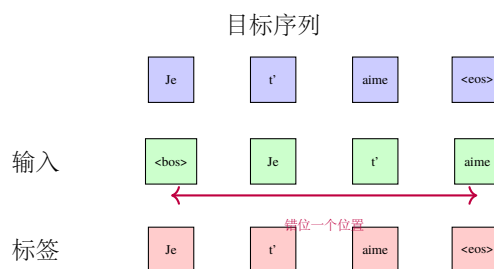 目标序列
Je t’ aime <eos>
输入 <bos> Je t’ aime
错位一个位置
标签 Je t’ aime <eos>